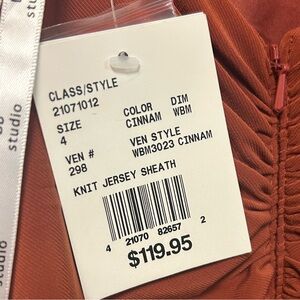 CLASS/STYLE
21071012
SIZE COLOR DIM
4 CINNAM WBM
VEN # VEN STYLE
298 WBM3023 CINNAM
KNIT JERSEY SHEATH
4 21070 82657 2
$119.95
studio
studio